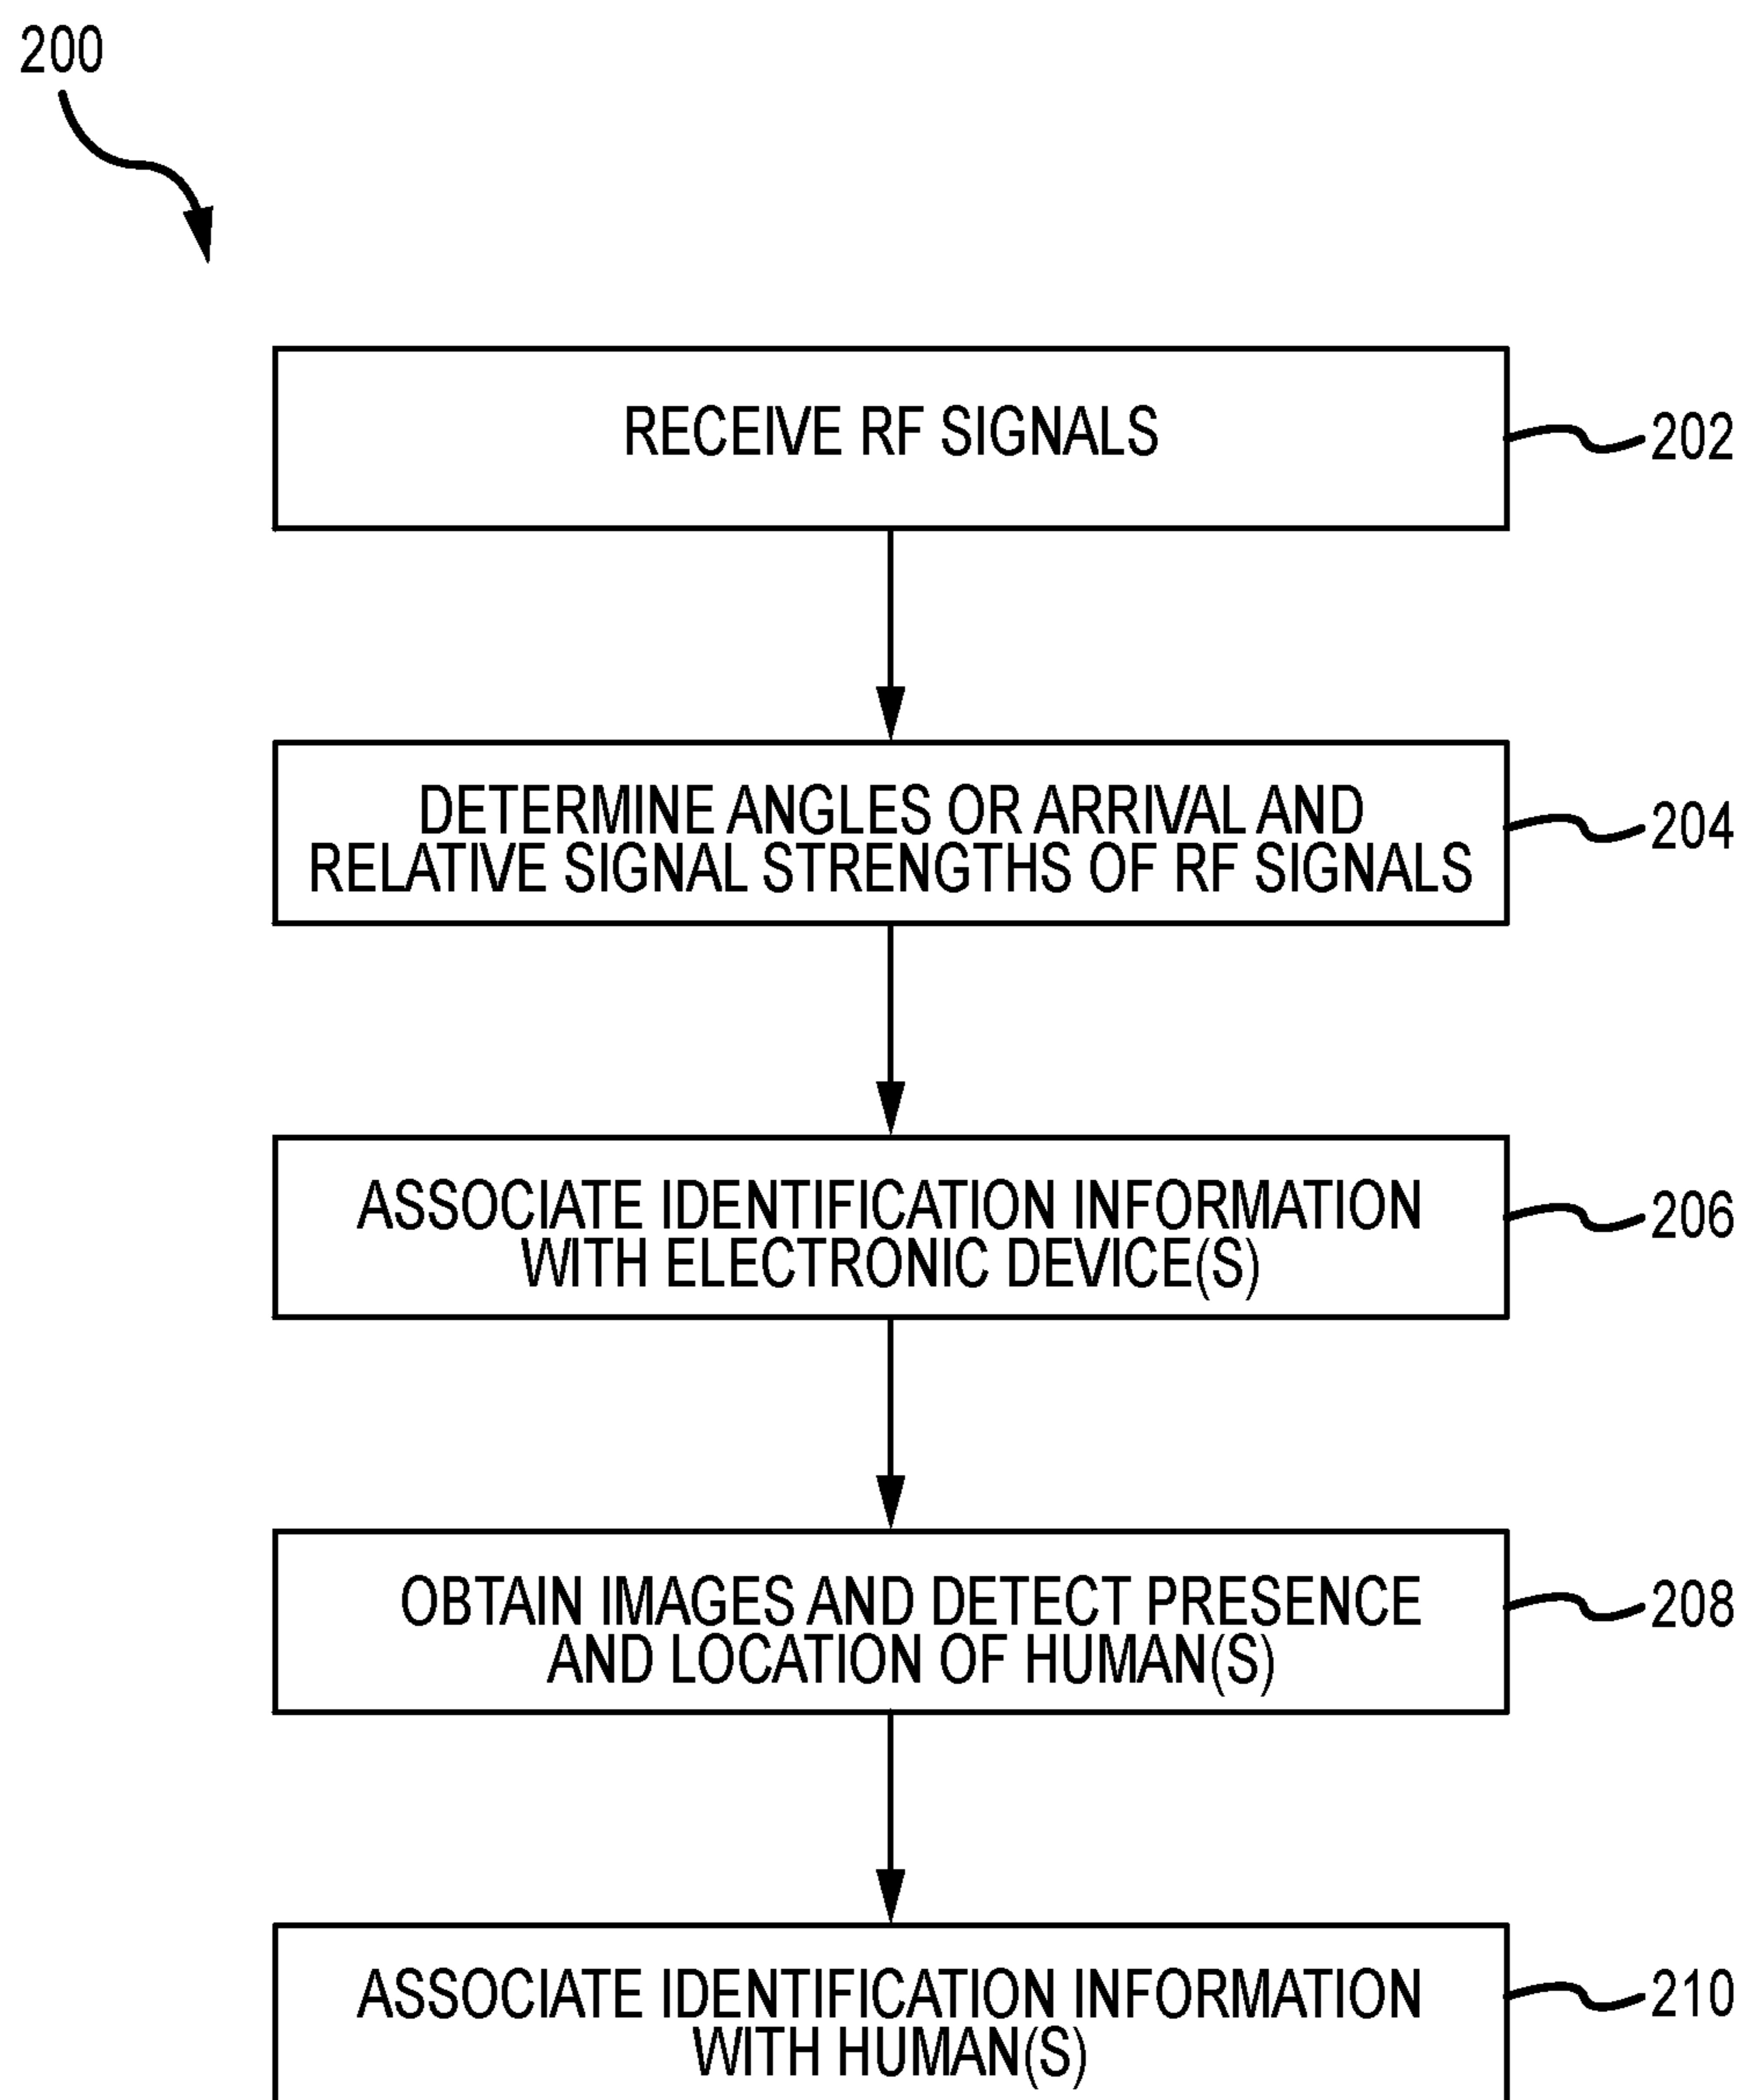 200
RECEIVE RF SIGNALS
202
DETERMINE ANGLES OR ARRIVAL AND
RELATIVE SIGNAL STRENGTHS OF RF SIGNALS
204
ASSOCIATE IDENTIFICATION INFORMATION
WITH ELECTRONIC DEVICE(S)
206
OBTAIN IMAGES AND DETECT PRESENCE
AND LOCATION OF HUMAN(S)
208
ASSOCIATE IDENTIFICATION INFORMATION
WITH HUMAN(S)
210